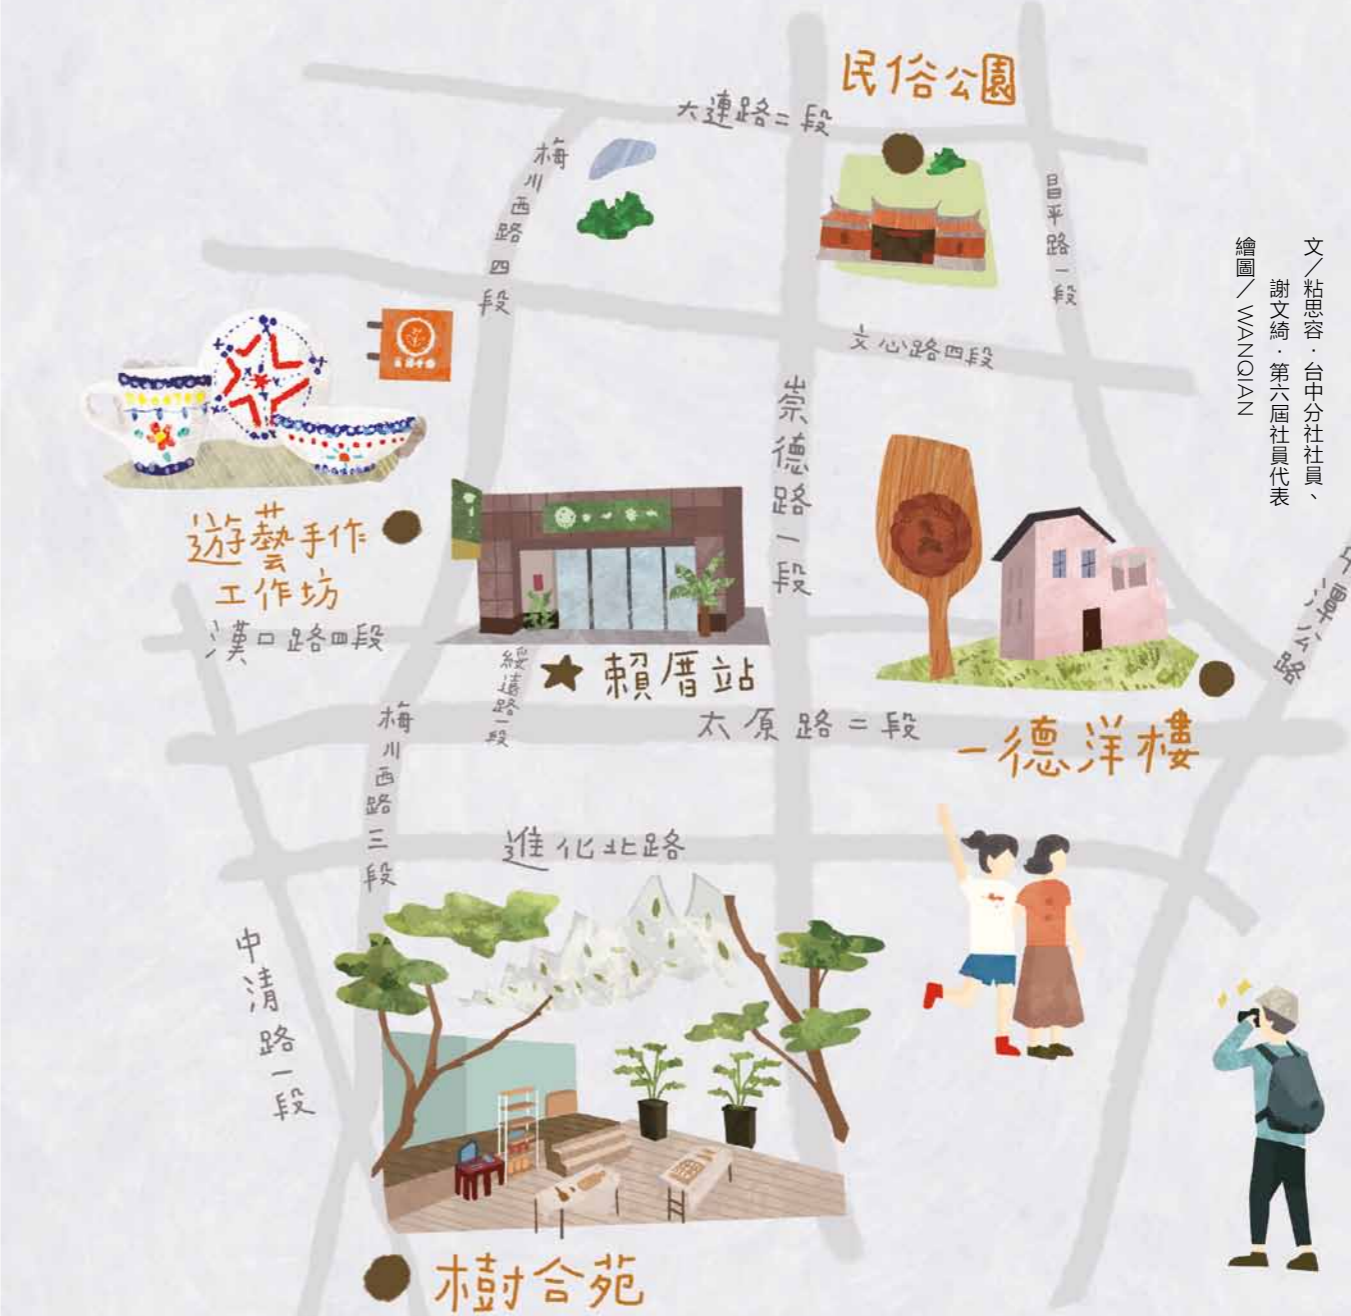 民俗公園
大連路二段
梅川西路四段
昌平路一段
文／粘思容．台中分社社員、
謝文綺．第六屆社員代表
繪圖／WANQIAN
文心路四段
崇德路一段
遊藝手作
工作坊
漢口路四段
綏遠路一段
賴厝站
中潭公路
太原路二段
一德洋樓
梅川西路三段
進化北路
中清路一段
樹合苑